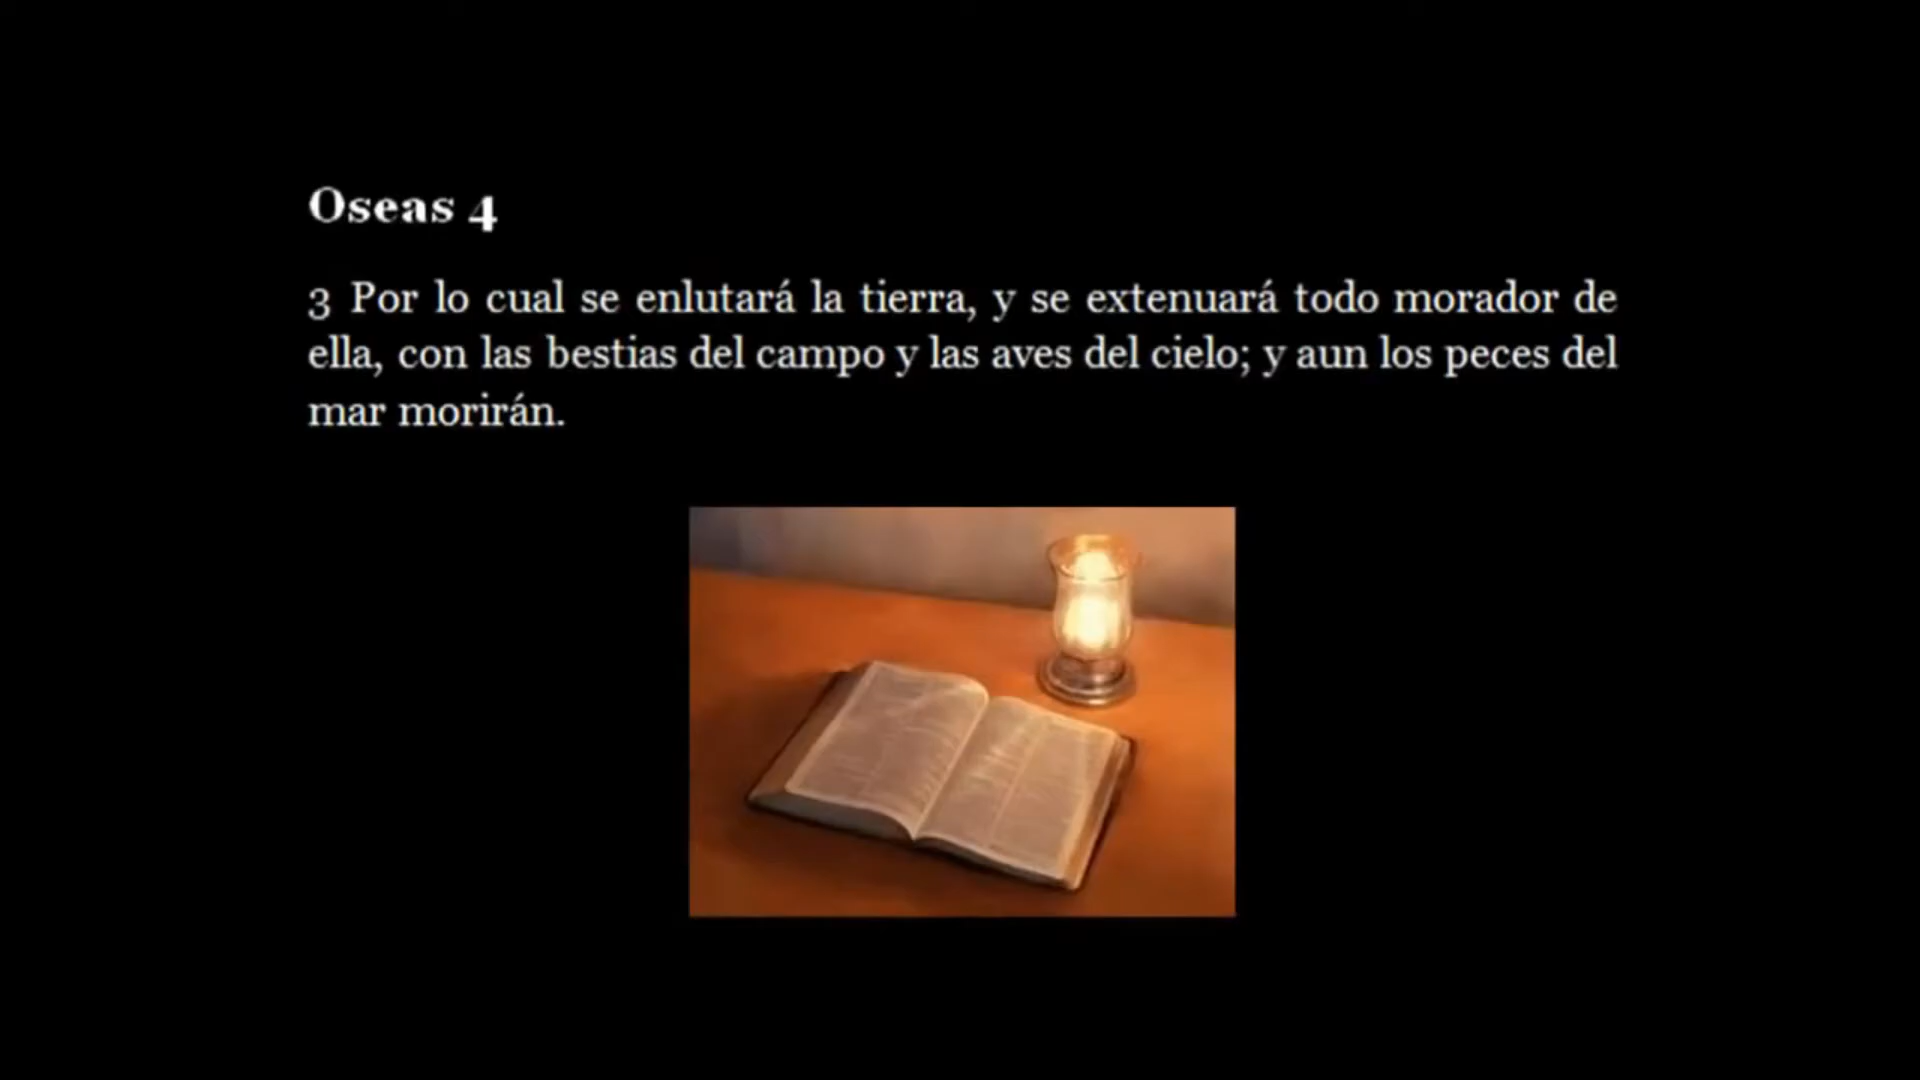 Oseas 4
3 Por lo cual se enlutará la tierra, y se extenuará todo morador de
ella, con las bestias del campo y las aves del cielo; y aun los peces del
mar morirán.